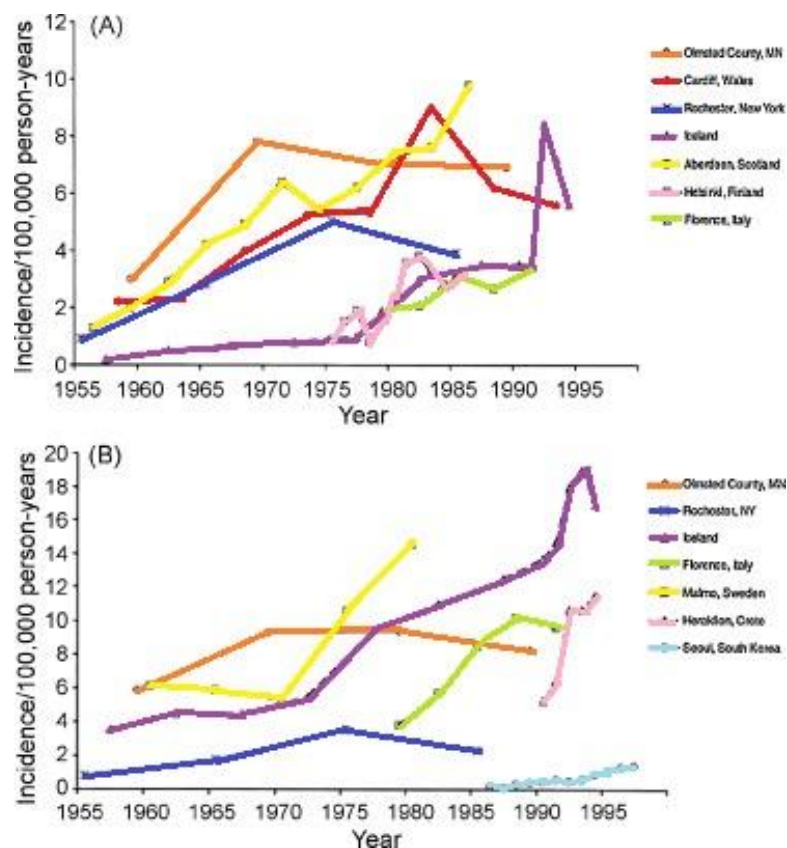 (A)
Incidence/100,000 person-years
12
10
8
6
4
2
0
1955 1960 1965 1970 1975 1980 1985 1990 1995
Year
Olmsted County, MN
Cardiff, Wales
Rochester, New York
Iceland
Aberdeen, Scotland
Helsinki, Finland
Florence, Italy
(B)
Incidence/100,000 person-years
20
18
16
14
12
10
8
6
4
2
0
1955 1960 1965 1970 1975 1980 1985 1990 1995
Year
Olmsted County, MN
Rochester, NY
Iceland
Florence, Italy
Malmo, Sweden
Heraklion, Crete
Seoul, South Korea